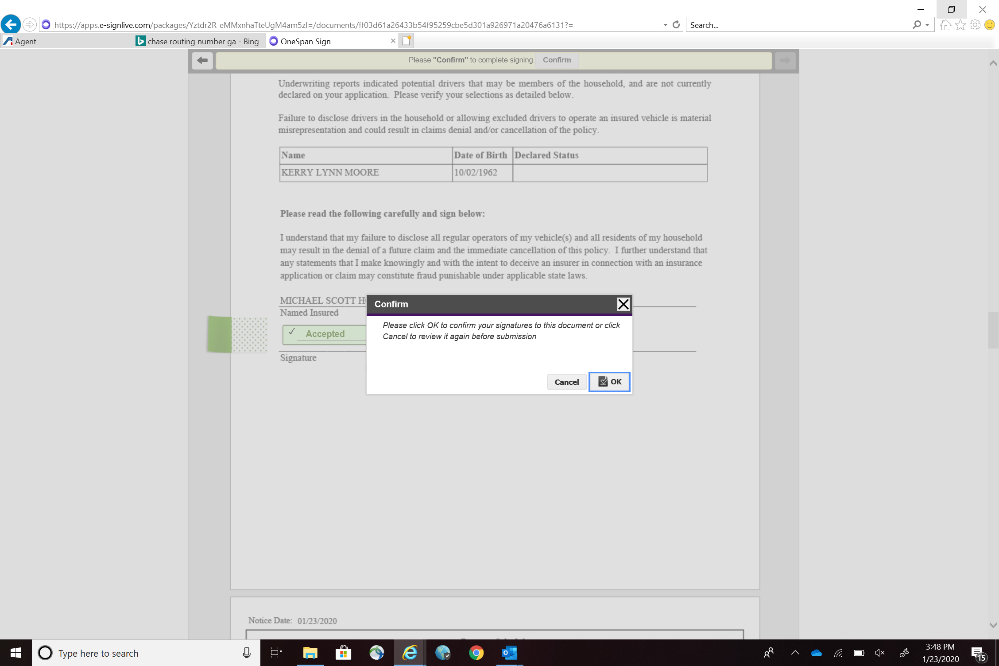 https://apps.e-signlive.com/packages/Yztdr2R_eMMxnhaTteUgM4am5zI=/documents/ff03d61a26433b54f95259cbe5d301a926971a20476a6131?=
Search...
Agent
chase routing number ga - Bing
OneSpan Sign
Please "Confirm" to complete signing. Confirm
Underwriting reports indicated potential drivers that may be members of the household, and are not currently
declared on your application. Please verify your selections as detailed below.
Failure to disclose drivers in the household or allowing excluded drivers to operate an insured vehicle is material
misrepresentation and could result in claims denial and/or cancellation of the policy.
Name Date of Birth Declared Status
KERRY LYNN MOORE 10/02/1962
Please read the following carefully and sign below:
I understand that my failure to disclose all regular operators of my vehicle(s) and all residents of my household
may result in the denial of a future claim and the immediate cancellation of this policy. I further understand that
any statements that I make knowingly and with the intent to deceive an insurer in connection with an insurance
application or claim may constitute fraud punishable under applicable state laws.
MICHAEL SCOTT
Named Insured
Accepted
Signature
Confirm
Please click OK to confirm your signatures to this document or click
Cancel to review it again before submission
Cancel OK
Notice Date: 01/23/2020
Type here to search
3:48 PM
1/23/2020
15